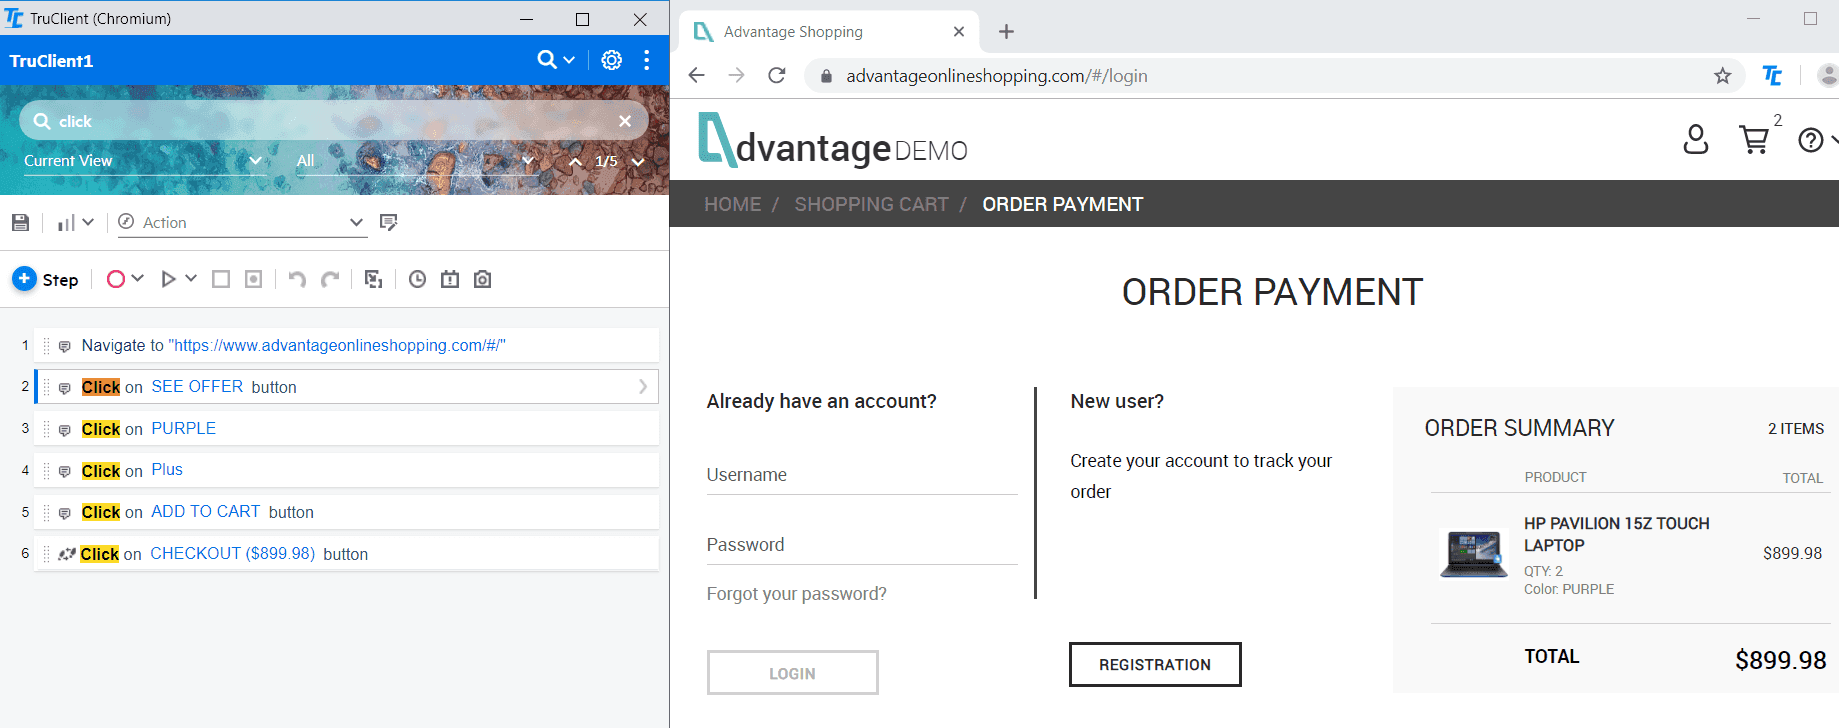 TruClient (Chromium)
TruClient1
click
Current View
All
1/5
Action
Step
1 Navigate to "https://www.advantageonlineshopping.com/#/"
2 Click on SEE OFFER button
3 Click on PURPLE
4 Click on Plus
5 Click on ADD TO CART button
6 Click on CHECKOUT ($899.98) button
Advantage Shopping
advantageonlineshopping.com/#/login
dvantage DEMO
2
HOME / SHOPPING CART / ORDER PAYMENT
ORDER PAYMENT
Already have an account?
Username
Password
Forgot your password?
LOGIN
New user?
Create your account to track your
order
REGISTRATION
ORDER SUMMARY
2 ITEMS
PRODUCT
TOTAL
HP PAVILION 15Z TOUCH
LAPTOP
QTY: 2
Color: PURPLE
$899.98
TOTAL
$899.98